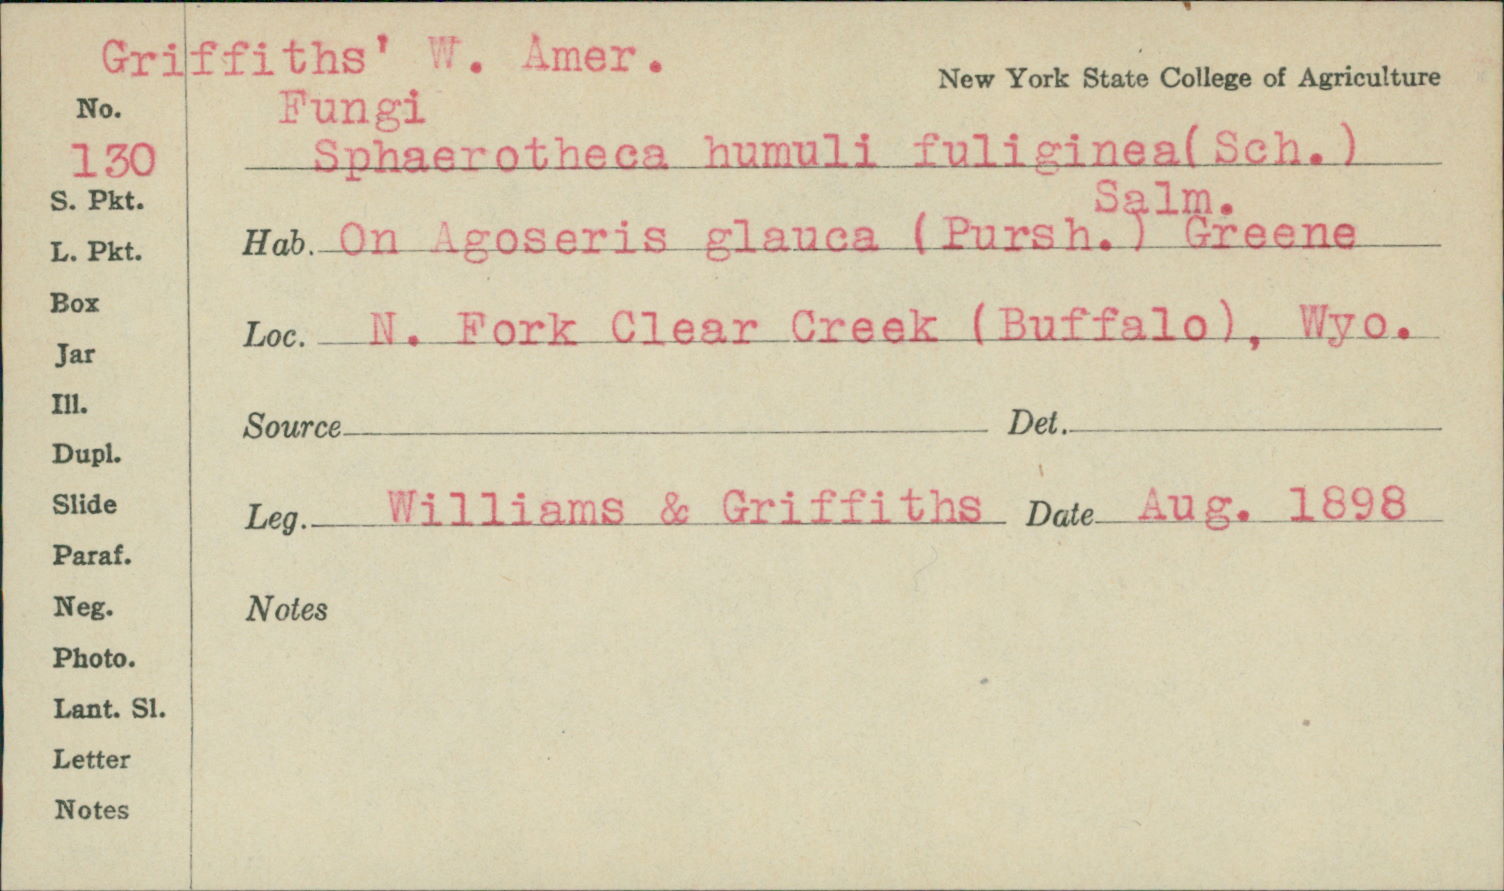 Griffiths' W. Amer.
New York State College of Agriculture
Fungi
No.
130
Sphaerotheca humuli fuliginea(Sch.)
Salm.
S. Pkt.
L. Pkt.
Box
Jar
Ill.
Dupl.
Slide
Paraf.
Neg.
Photo.
Lant. Sl.
Letter
Notes
Hab. On Agoseris glauca (Pursh.) Greene
Loc. N. Fork Clear Creek (Buffalo), Wyo.
Source Det.
Leg. Williams & Griffiths Date Aug. 1898
Notes